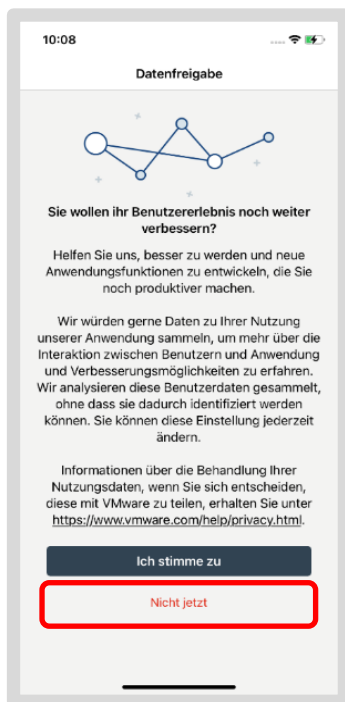 10:08
Datenfreigabe
Sie wollen ihr Benutzererlebnis noch weiter
verbessern?
Helfen Sie uns, besser zu werden und neue
Anwendungsfunktionen zu entwickeln, die Sie
noch produktiver machen.
Wir würden gerne Daten zu Ihrer Nutzung
unserer Anwendung sammeln, um mehr über die
Interaktion zwischen Benutzern und Anwendung
und Verbesserungsmöglichkeiten zu erfahren.
Wir analysieren diese Benutzerdaten gesammelt,
ohne dass sie dadurch identifiziert werden
können. Sie können diese Einstellung jederzeit
ändern.
Informationen über die Behandlung Ihrer
Nutzungsdaten, wenn Sie sich entscheiden,
diese mit VMware zu teilen, erhalten Sie unter
https://www.vmware.com/help/privacy.html.
Ich stimme zu
Nicht jetzt